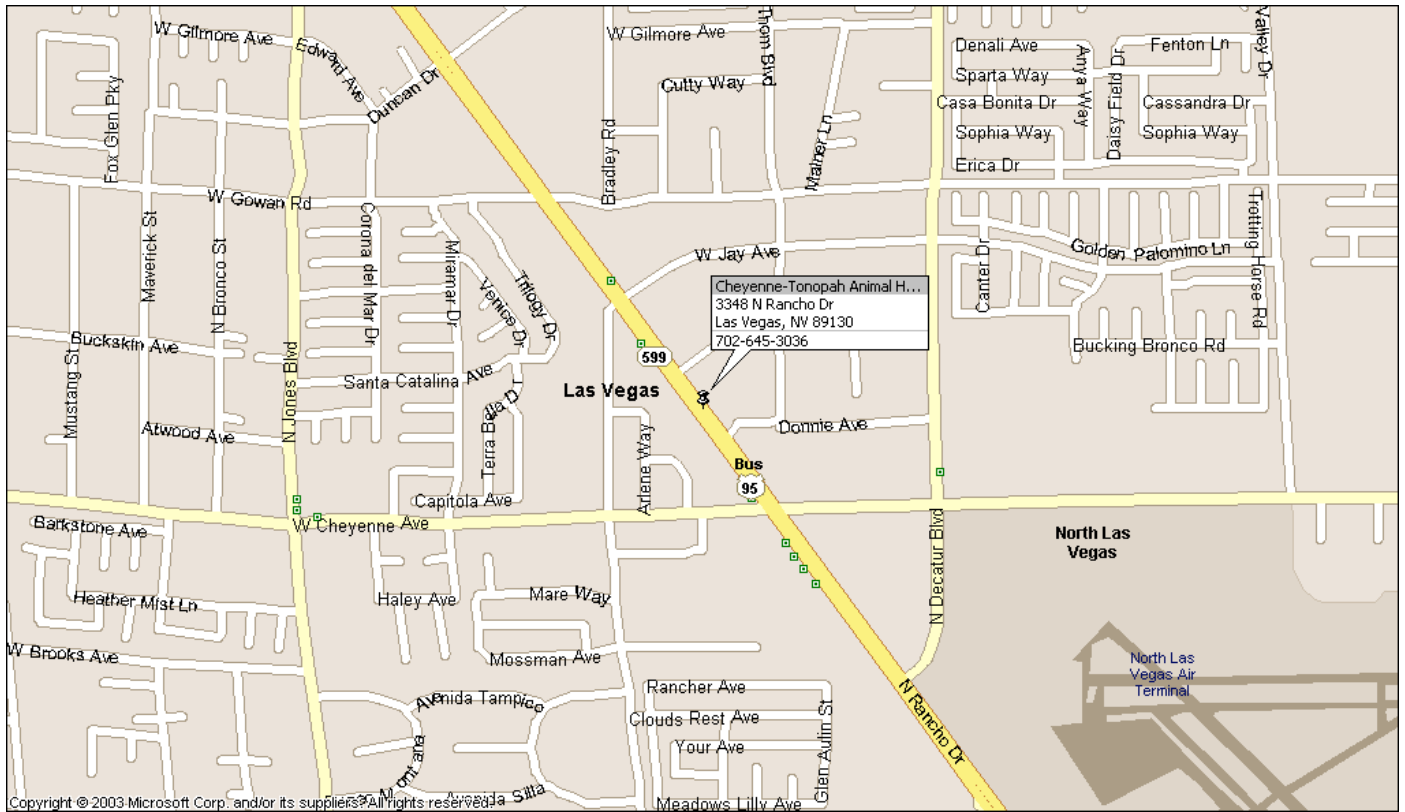 W Gilmore Ave
Edward Ave
Duncan Dr
Fox Glen Pky
W Gilmore Ave
Thom Blvd
Cutty Way
Bradley Rd
Denali Ave
Sparta Way
Casa Bonita Dr
Sophia Way
Erica Dr
Anya Way
Daisy Field Dr
Fenton Ln
Cassandra Dr
Sophia Way
Valley Dr
W Gowan Rd
Maverick St
N Bronco St
Corona del Mar Dr
Miramar Dr
Venice Dr
Trilogy Dr
W Jay Ave
Canter Dr
Golden Palomino Ln
Trotting Horse Rd
Cheyenne-Tonopah Animal H...
3348 N Rancho Dr
Las Vegas, NV 89130
702-645-3036
Buckskin Ave
N Jones Blvd
599
Bucking Bronco Rd
Santa Catalina Ave
Las Vegas
Mustang St
Atwood Ave
Terra Bella Dr
Arlene Way
Donnie Ave
Bus
95
Capitola Ave
W Cheyenne Ave
Barkstone Ave
North Las
Vegas
N Decatur Blvd
Heather Mist Ln
Haley Ave
Mare Way
W Brooks Ave
Mossman Ave
North Las
Vegas Air
Terminal
Rancher Ave
N Rancho Dr
Avenida Tampico
Clouds Rest Ave
Your Ave
Glen Aulin St
Meadows Lilly Ave
Avenida Silla
Copyright © 2003 Microsoft Corp. and/or its suppliers. All rights reserved.